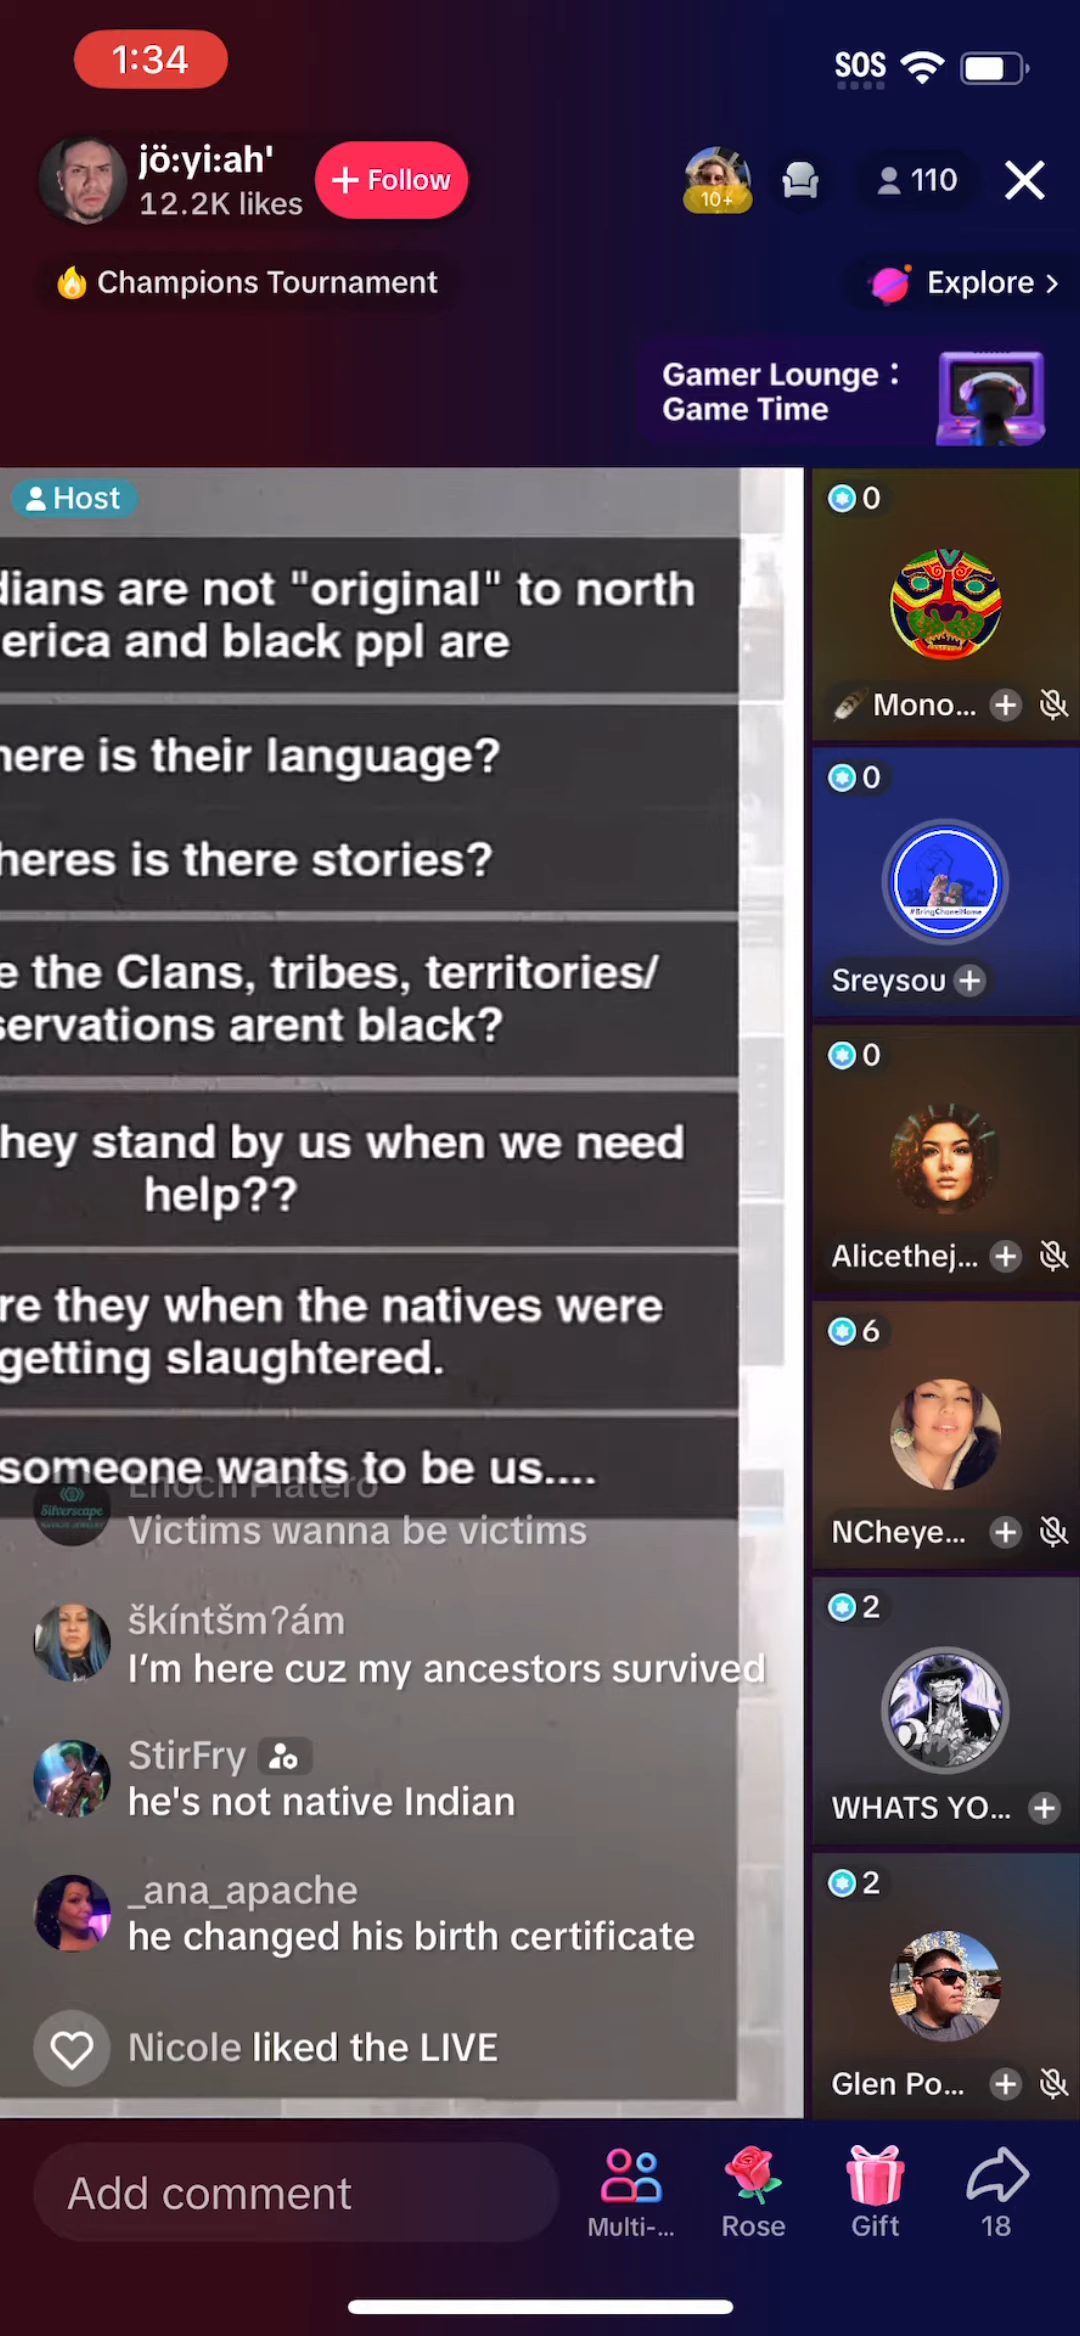 1:34
SOS
jö:yi:ah'
12.2K likes
+ Follow
10+
110
Champions Tournament
Explore >
Gamer Lounge :
Game Time
Host
dians are not "original" to north
erica and black ppl are
here is their language?
heres is there stories?
e the Clans, tribes, territories/
servations arent black?
hey stand by us when we need
help??
re they when the natives were
getting slaughtered.
someone wants to be us....
Enoch Platero
Silverscape
Victims wanna be victims
škíntšmʔám
I'm here cuz my ancestors survived
StirFry
he's not native Indian
_ana_apache
he changed his birth certificate
Nicole liked the LIVE
0
Mono...
0
#BringChanelHome
Sreysou
0
Alicethej...
6
NCheye...
2
WHATS YO...
2
Glen Po...
Add comment
Multi-...
Rose
Gift
18